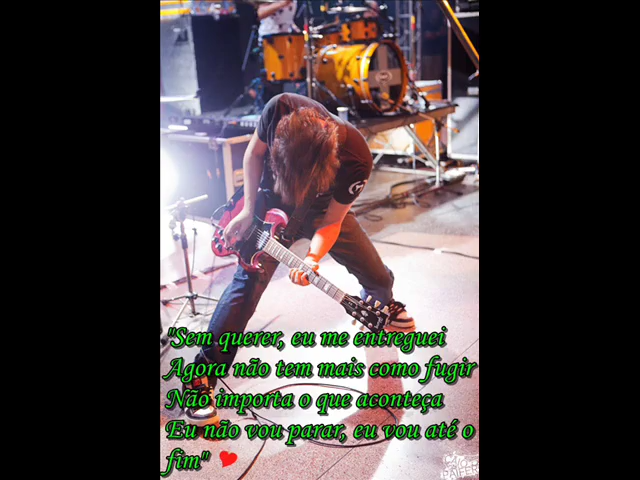 "Sem querer, eu me entreguei
Agora não tem mais como fugir
Não importa o que aconteça
Eu não vou parar, eu vou até o
fim" ❤